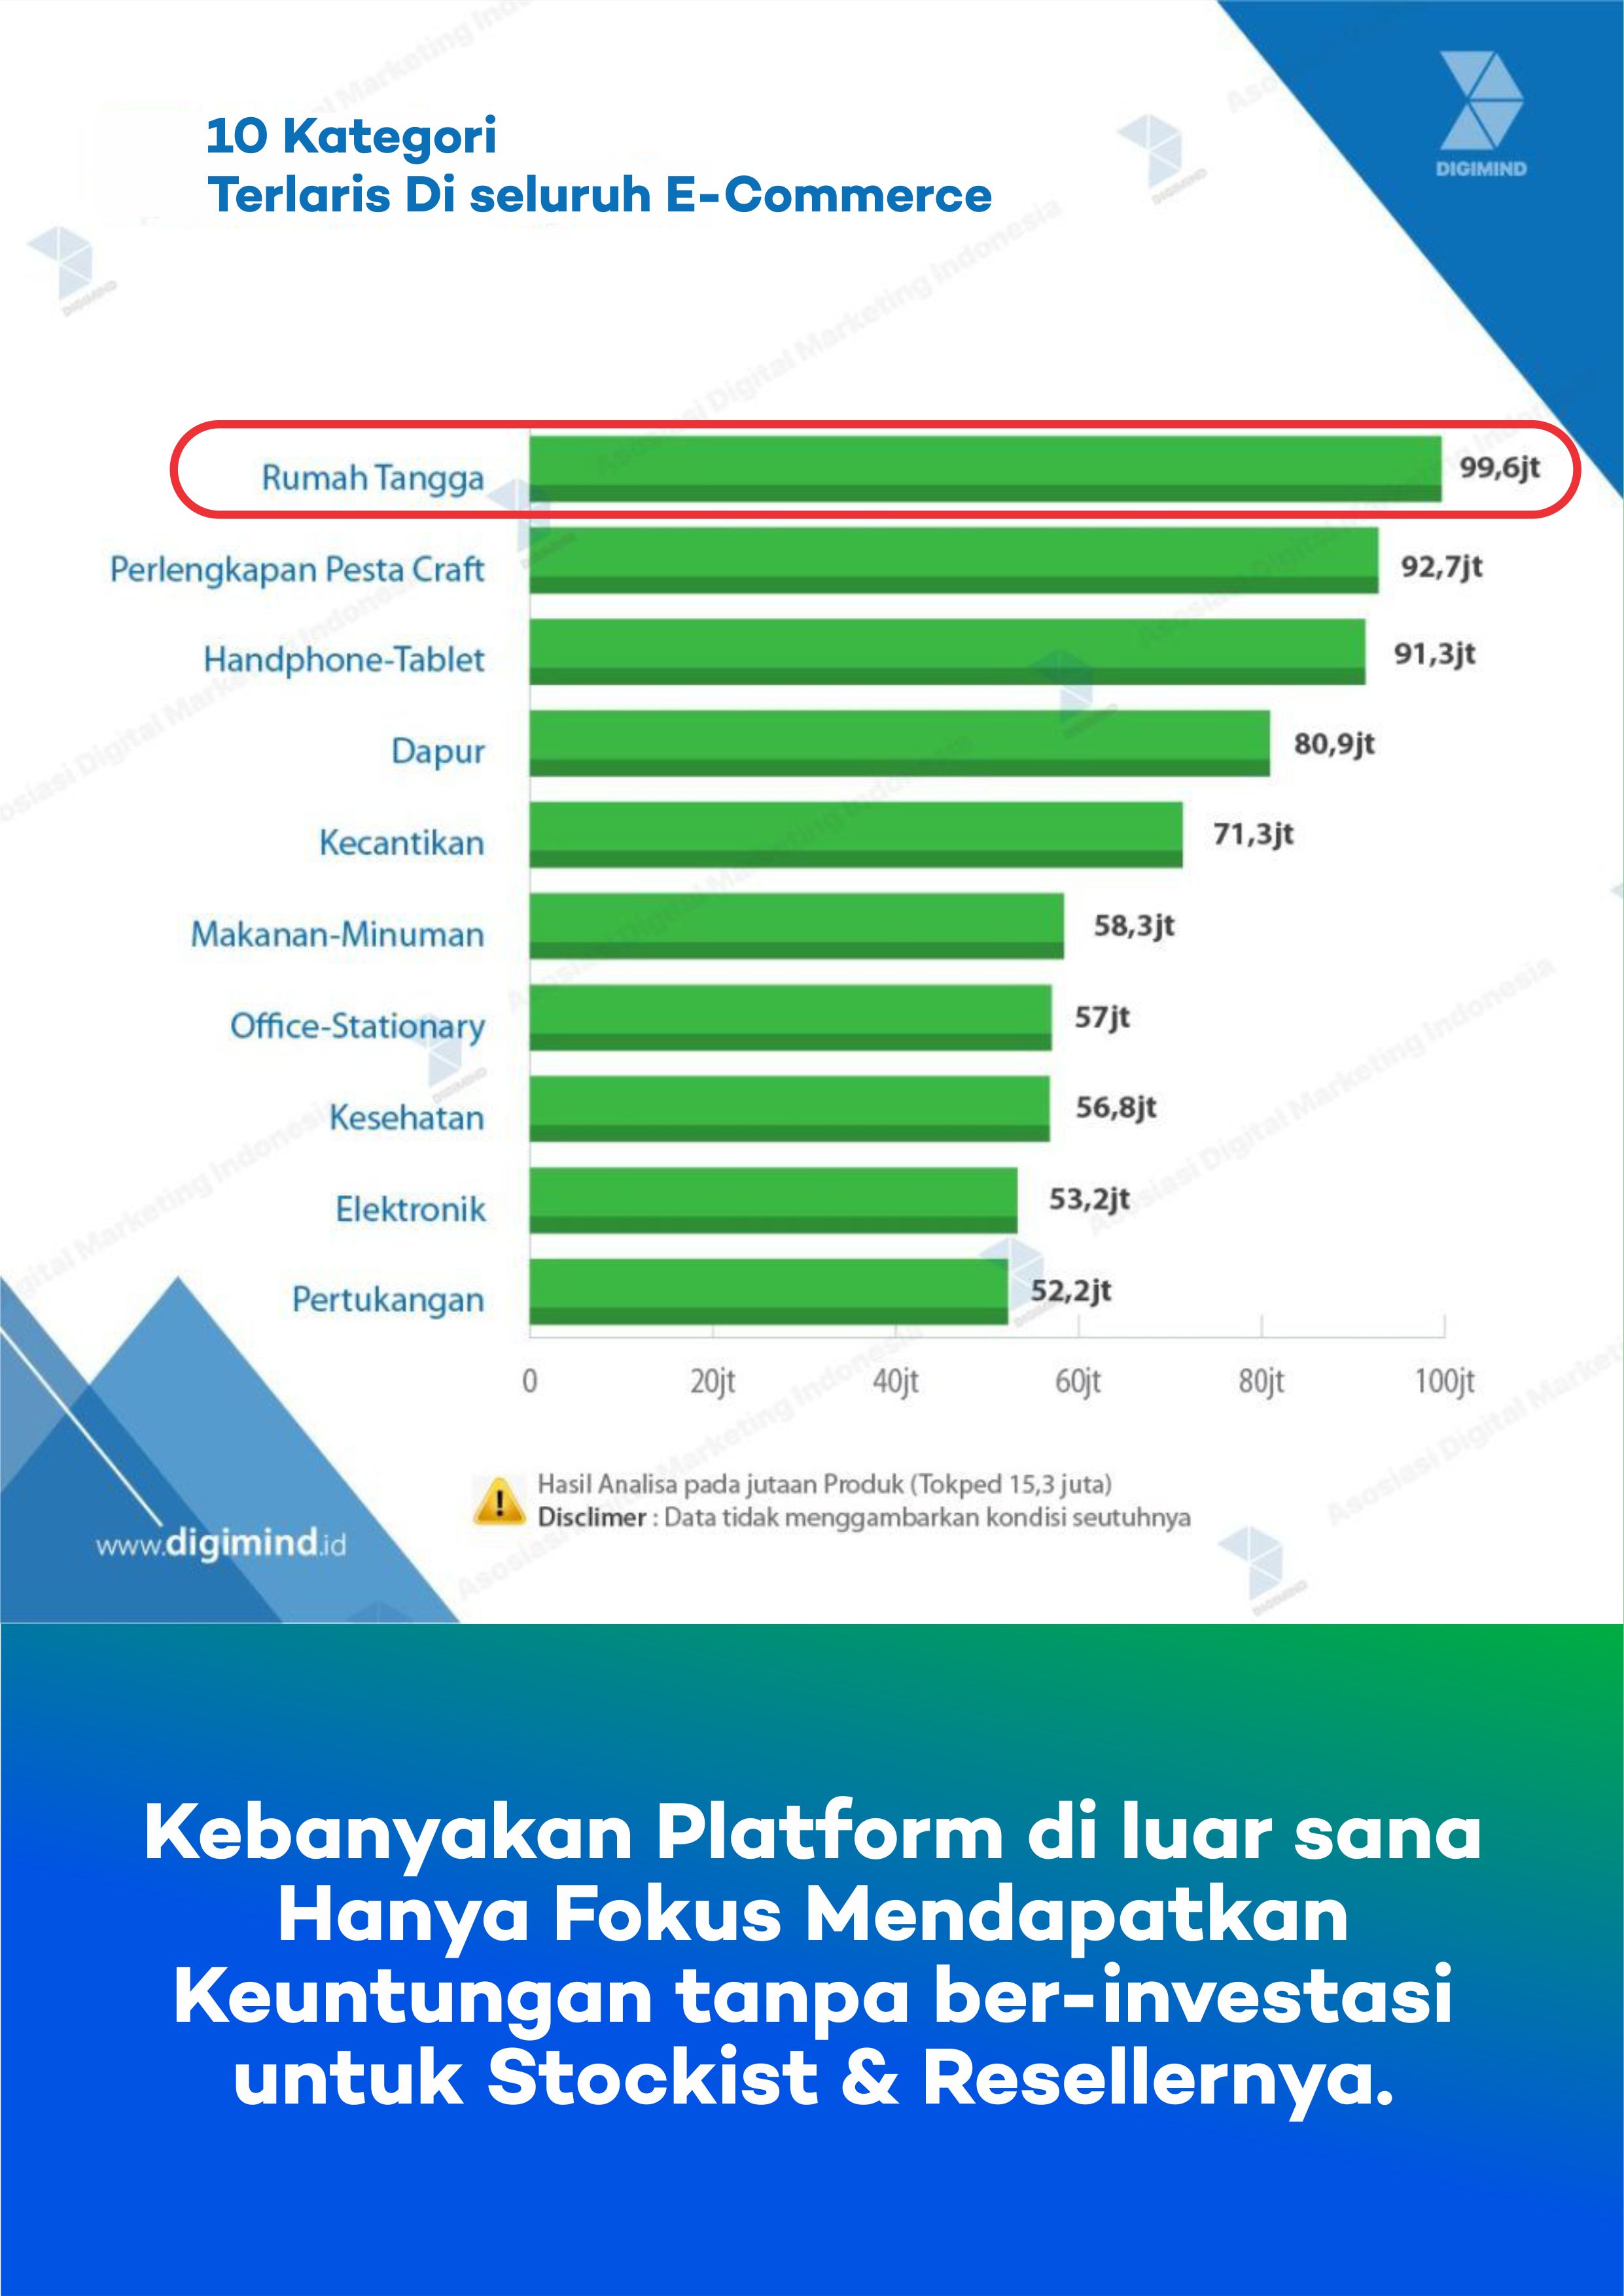 DIGIMIND
10 Kategori
Terlaris Di seluruh E-Commerce
Rumah Tangga 99,6jt
Perlengkapan Pesta Craft 92,7jt
Handphone-Tablet 91,3jt
Dapur 80,9jt
Kecantikan 71,3jt
Makanan-Minuman 58,3jt
Office-Stationary 57jt
Kesehatan 56,8jt
Elektronik 53,2jt
Pertukangan 52,2jt
0 20jt 40jt 60jt 80jt 100jt
Hasil Analisa pada jutaan Produk (Tokped 15,3 juta)
Disclimer : Data tidak menggambarkan kondisi seutuhnya
www.digimind.id
Asosiasi Digital Marketing Indonesia
Kebanyakan Platform di luar sana
Hanya Fokus Mendapatkan
Keuntungan tanpa ber-investasi
untuk Stockist & Resellernya.